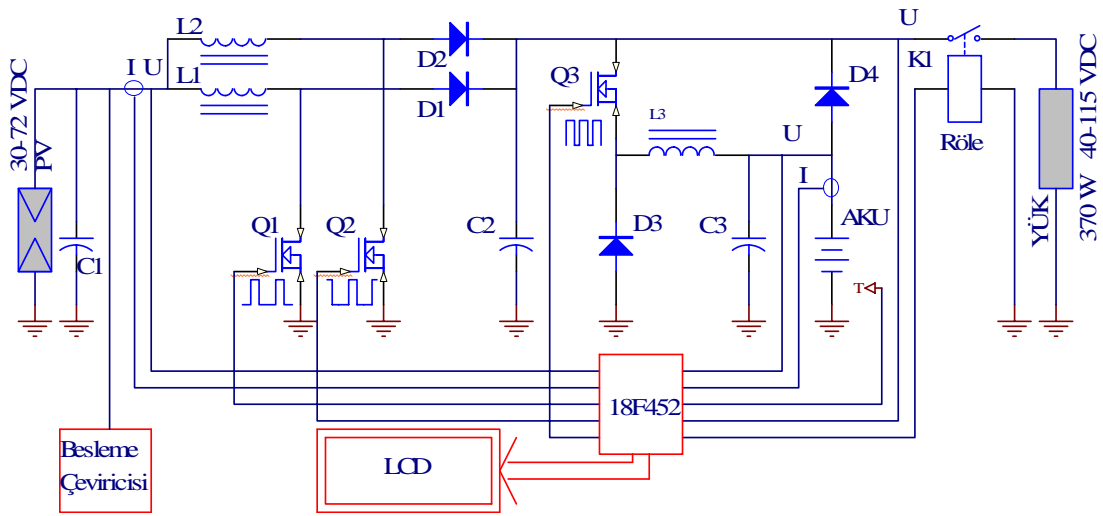 L2
I U
L1
D2
D1
Q3
U
K1
D4
30-72 VDC
PV
L3
U
Röle
370 W 40-115 VDC
I
YÜK
C1
Q1
Q2
C2
D3
C3
AKU
T
18F452
Besleme
Çeviricisi
LCD